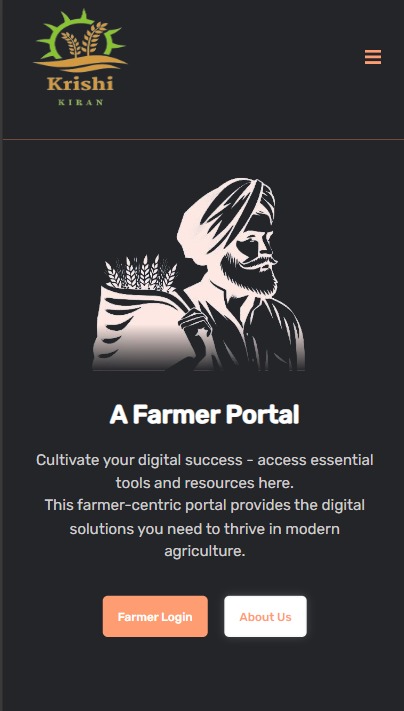 Krishi
KIRAN
A Farmer Portal
Cultivate your digital success - access essential
tools and resources here.
This farmer-centric portal provides the digital
solutions you need to thrive in modern
agriculture.
Farmer Login
About Us